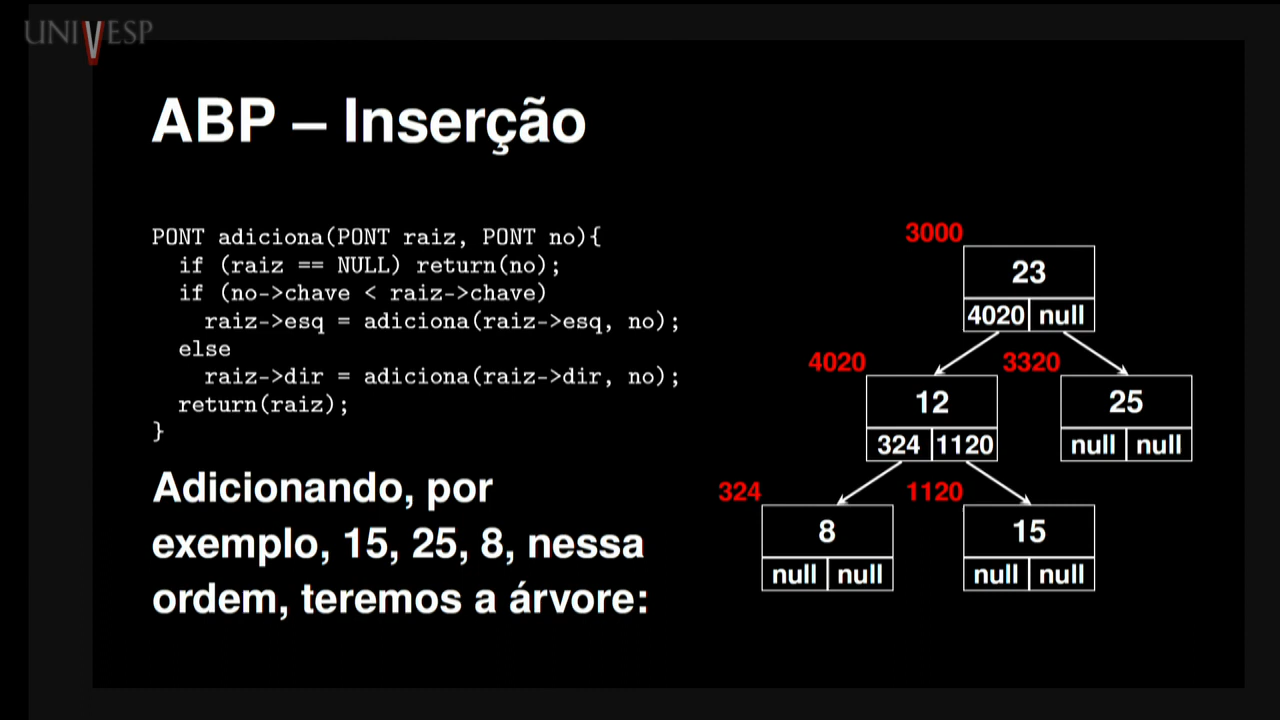 UNIVESP
ABP – Inserção
PONT adiciona(PONT raiz, PONT no){
if (raiz == NULL) return(no);
if (no->chave < raiz->chave)
raiz->esq = adiciona(raiz->esq, no);
else
raiz->dir = adiciona(raiz->dir, no);
return(raiz);
}
Adicionando, por
exemplo, 15, 25, 8, nessa
ordem, teremos a árvore:
3000
23
4020 null
4020 3320
12 25
324 1120 null null
324 1120
8 15
null null null null